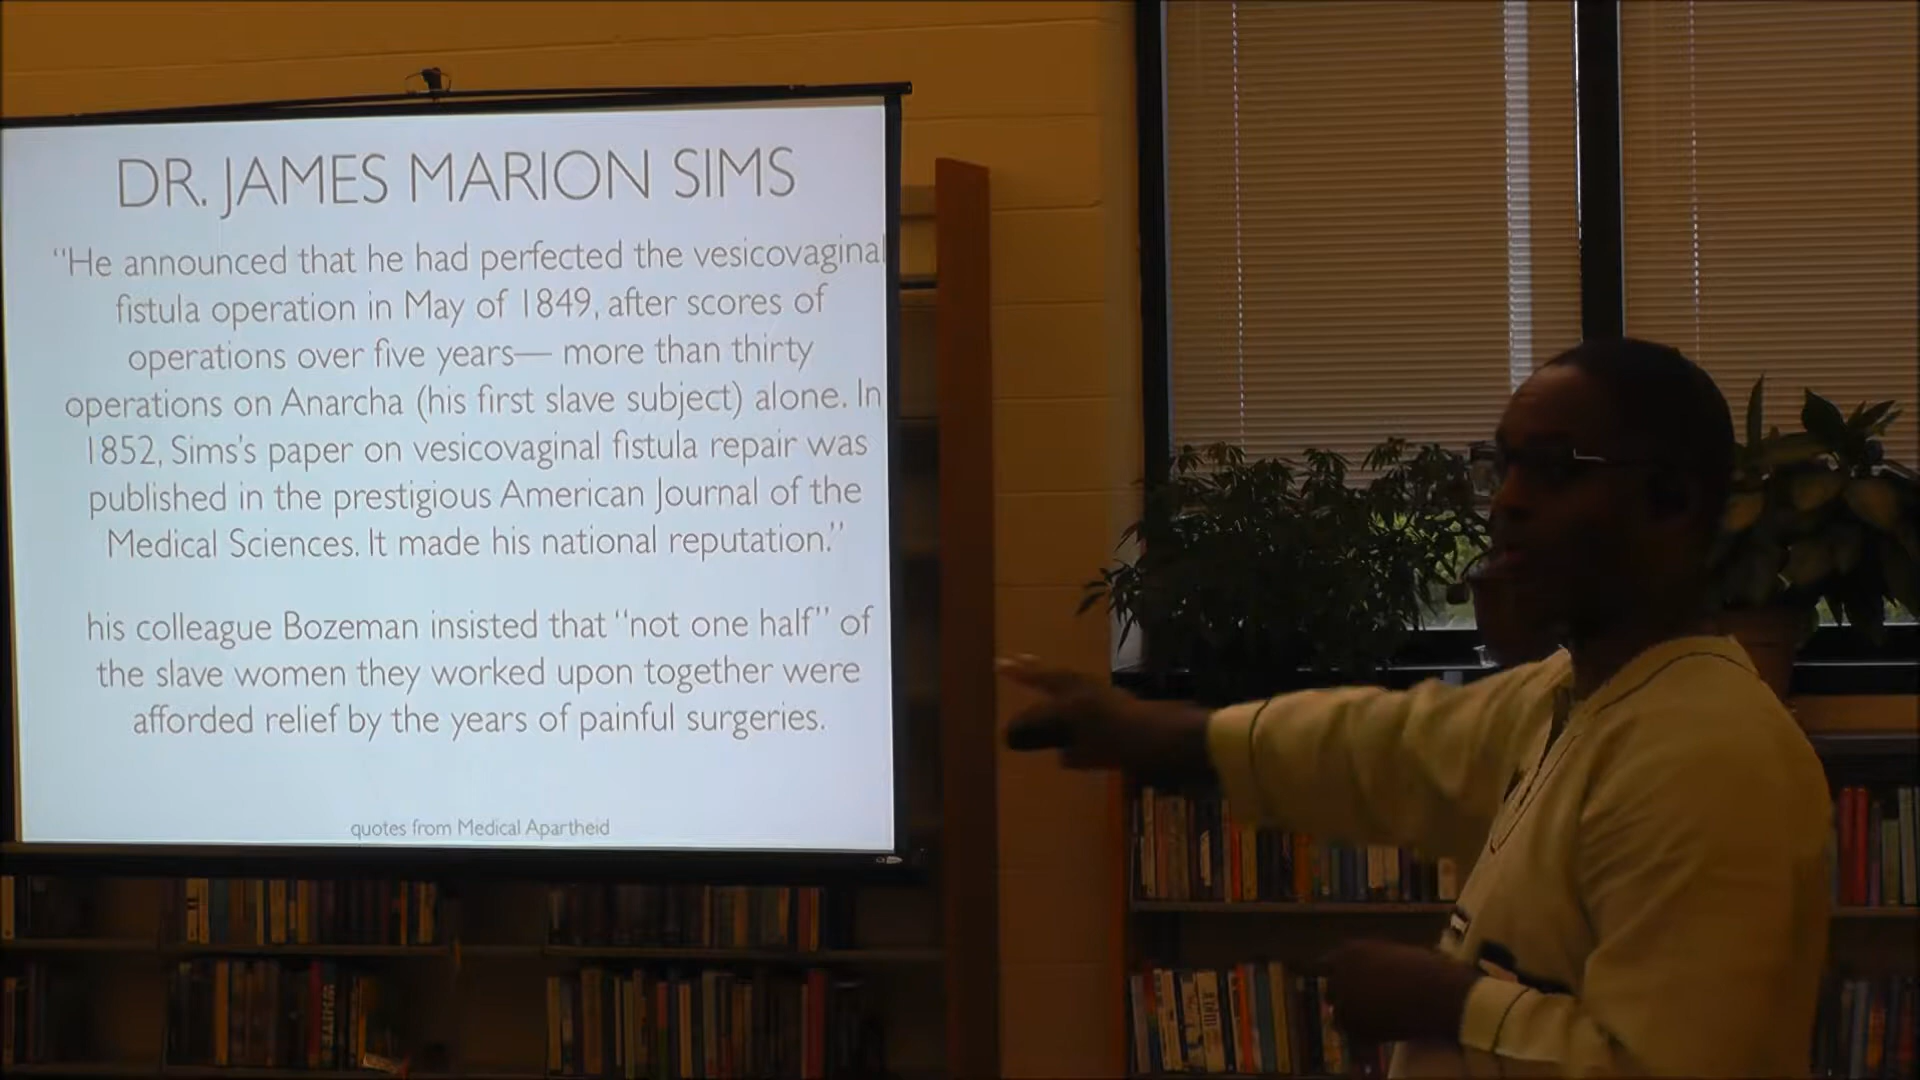 DR. JAMES MARION SIMS
“He announced that he had perfected the vesicovaginal
fistula operation in May of 1849, after scores of
operations over five years— more than thirty
operations on Anarcha (his first slave subject) alone. In
1852, Sims's paper on vesicovaginal fistula repair was
published in the prestigious American Journal of the
Medical Sciences. It made his national reputation.”
his colleague Bozeman insisted that “not one half” of
the slave women they worked upon together were
afforded relief by the years of painful surgeries.
quotes from Medical Apartheid
WHITE